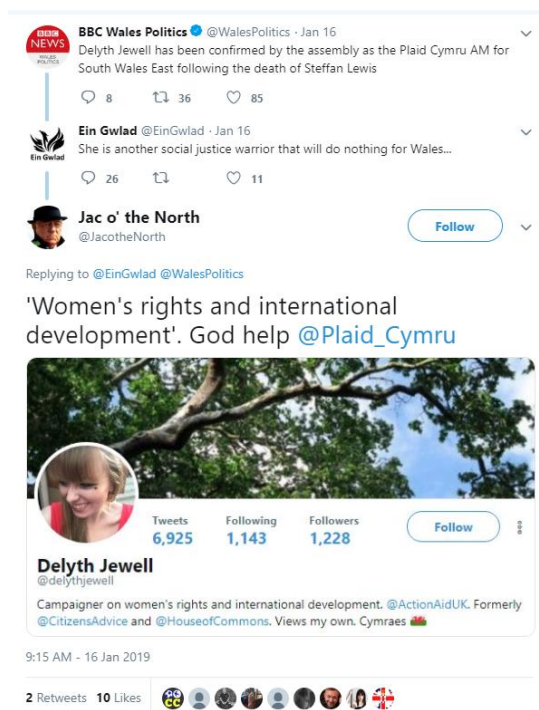 BBC
NEWS
WALES
POLITICS
BBC Wales Politics @WalesPolitics · Jan 16
Delyth Jewell has been confirmed by the assembly as the Plaid Cymru AM for
South Wales East following the death of Steffan Lewis
8 36 85
Ein Gwlad
Ein Gwlad @EinGwlad · Jan 16
She is another social justice warrior that will do nothing for Wales...
26 11
Jac o' the North
@JacotheNorth
Follow
Replying to @EinGwlad @WalesPolitics
'Women's rights and international
development'. God help @Plaid_Cymru
Tweets Following Followers
6,925 1,143 1,228
Follow
Delyth Jewell
@delythjewell
Campaigner on women's rights and international development. @ActionAidUK. Formerly
@CitizensAdvice and @HouseofCommons. Views my own. Cymraes
9:15 AM - 16 Jan 2019
2 Retweets 10 Likes